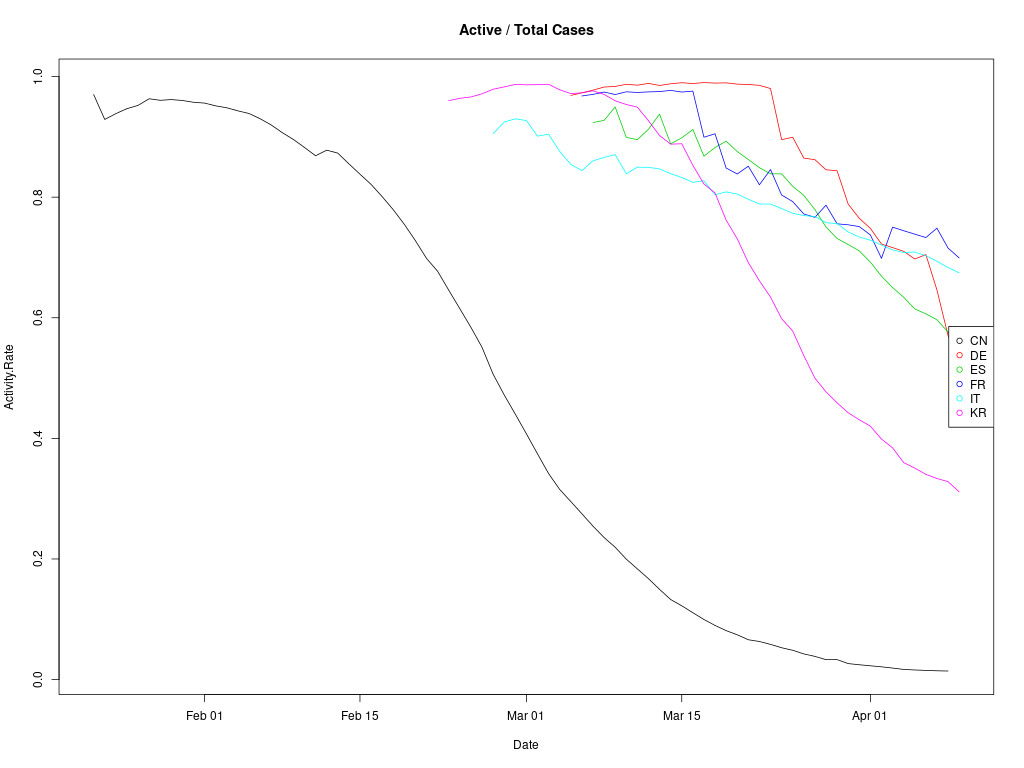 Active / Total Cases
Activity.Rate
1.0
0.8
0.6
0.4
0.2
0.0
CN
DE
ES
FR
IT
KR
Feb 01
Feb 15
Mar 01
Mar 15
Apr 01
Date